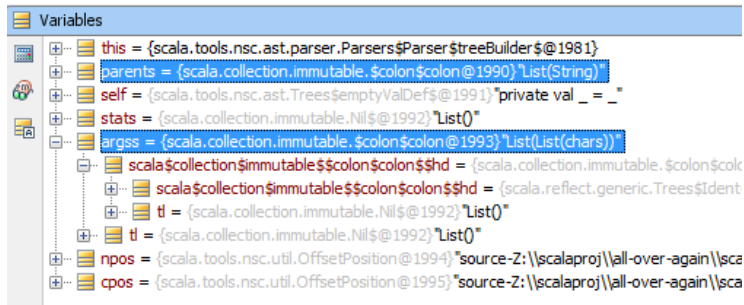 Variables
this = {scala.tools.nsc.ast.parser.Parsers$Parser$treeBuilder$@1981}
parents = {scala.collection.immutable.$colon$colon@1990}"List(String)"
self = {scala.tools.nsc.ast.Trees$emptyValDef$@1991}"private val _ = _"
stats = {scala.collection.immutable.Nil$@1992}"List()"
argss = {scala.collection.immutable.$colon$colon@1993}"List(List(chars))"
scala$collection$immutable$$colon$colon$$hd = {scala.collection.immutable.$colon$colo
scala$collection$immutable$$colon$colon$$hd = {scala.reflect.generic.Trees$Ident
tl = {scala.collection.immutable.Nil$@1992}"List()"
tl = {scala.collection.immutable.Nil$@1992}"List()"
npos = {scala.tools.nsc.util.OffsetPosition@1994}"source-Z:\\scalaproj\\all-over-again\\sca
cpos = {scala.tools.nsc.util.OffsetPosition@1995}"source-Z:\\scalaproj\\all-over-again\\sca